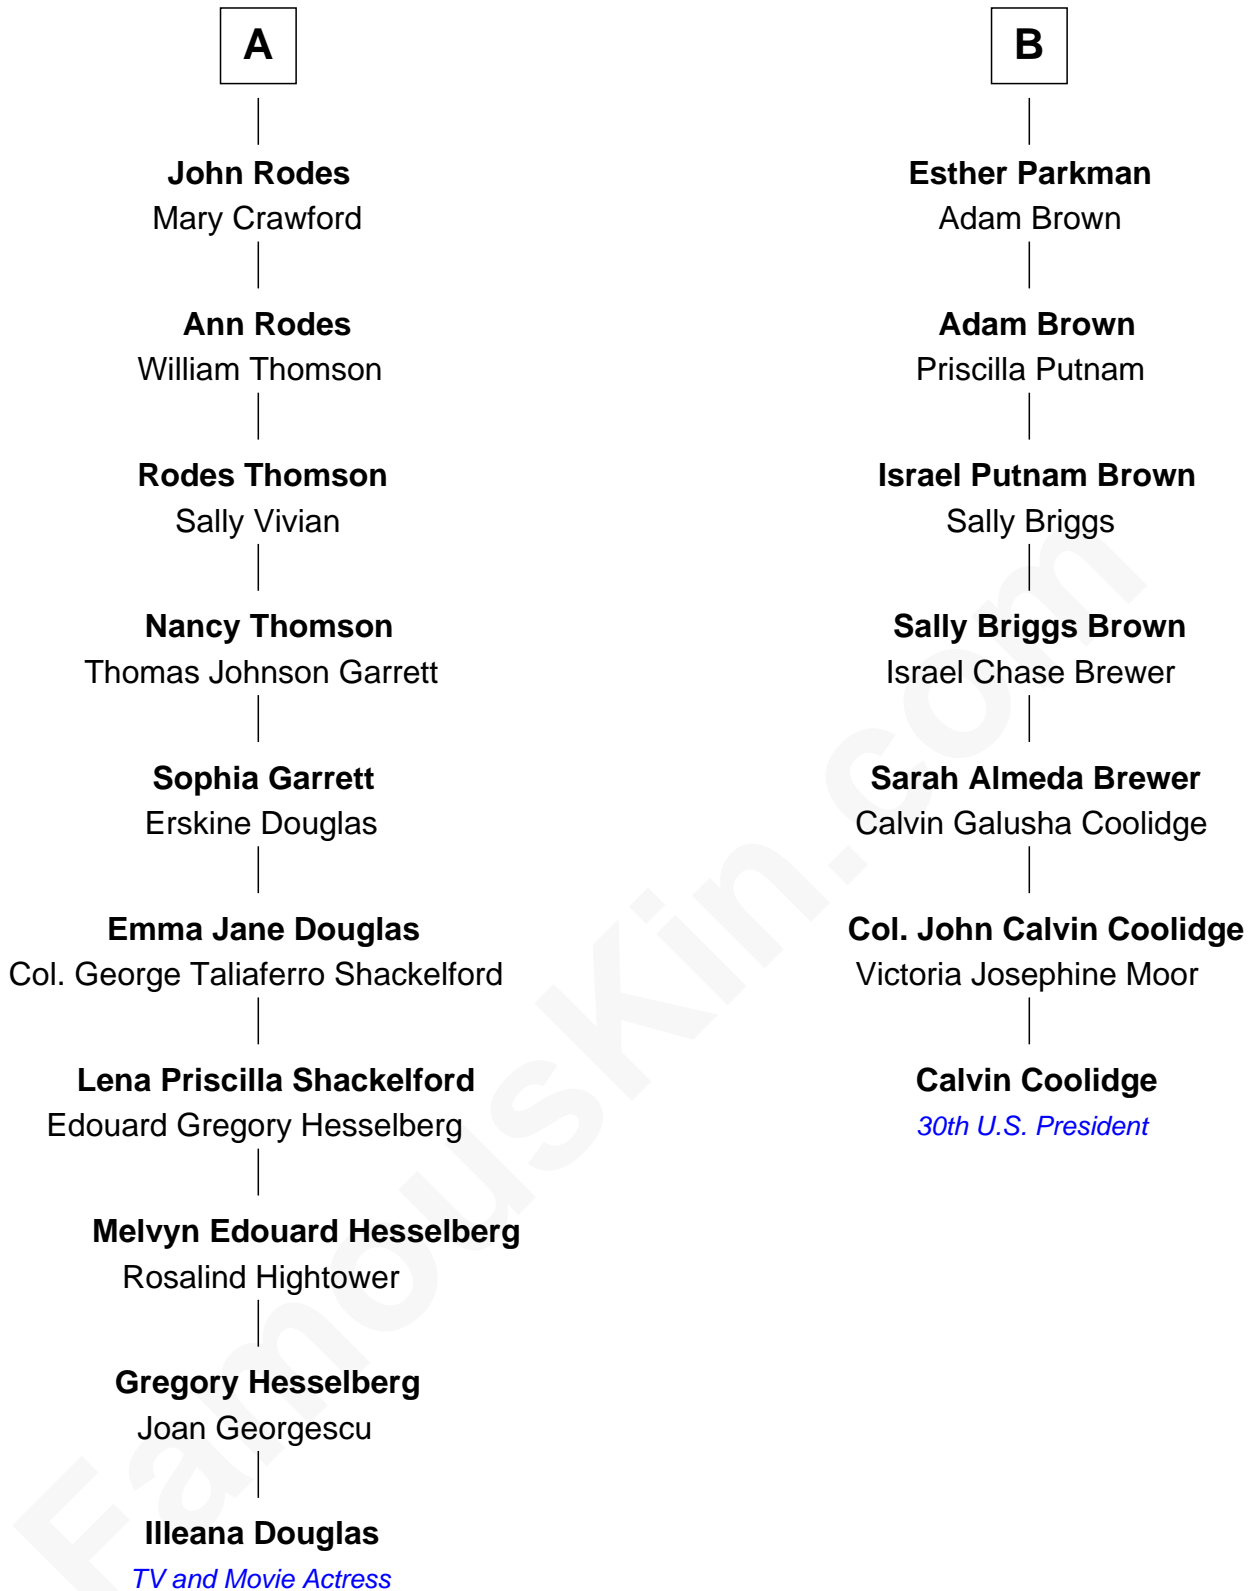 A
John Rodes
Mary Crawford
Ann Rodes
William Thomson
Rodes Thomson
Sally Vivian
Nancy Thomson
Thomas Johnson Garrett
Sophia Garrett
Erskine Douglas
Emma Jane Douglas
Col. George Taliaferro Shackelford
Lena Priscilla Shackelford
Edouard Gregory Hesselberg
Melvyn Edouard Hesselberg
Rosalind Hightower
Gregory Hesselberg
Joan Georgescu
Illeana Douglas
TV and Movie Actress
B
Esther Parkman
Adam Brown
Adam Brown
Priscilla Putnam
Israel Putnam Brown
Sally Briggs
Sally Briggs Brown
Israel Chase Brewer
Sarah Almeda Brewer
Calvin Galusha Coolidge
Col. John Calvin Coolidge
Victoria Josephine Moor
Calvin Coolidge
30th U.S. President
FamousKin.com